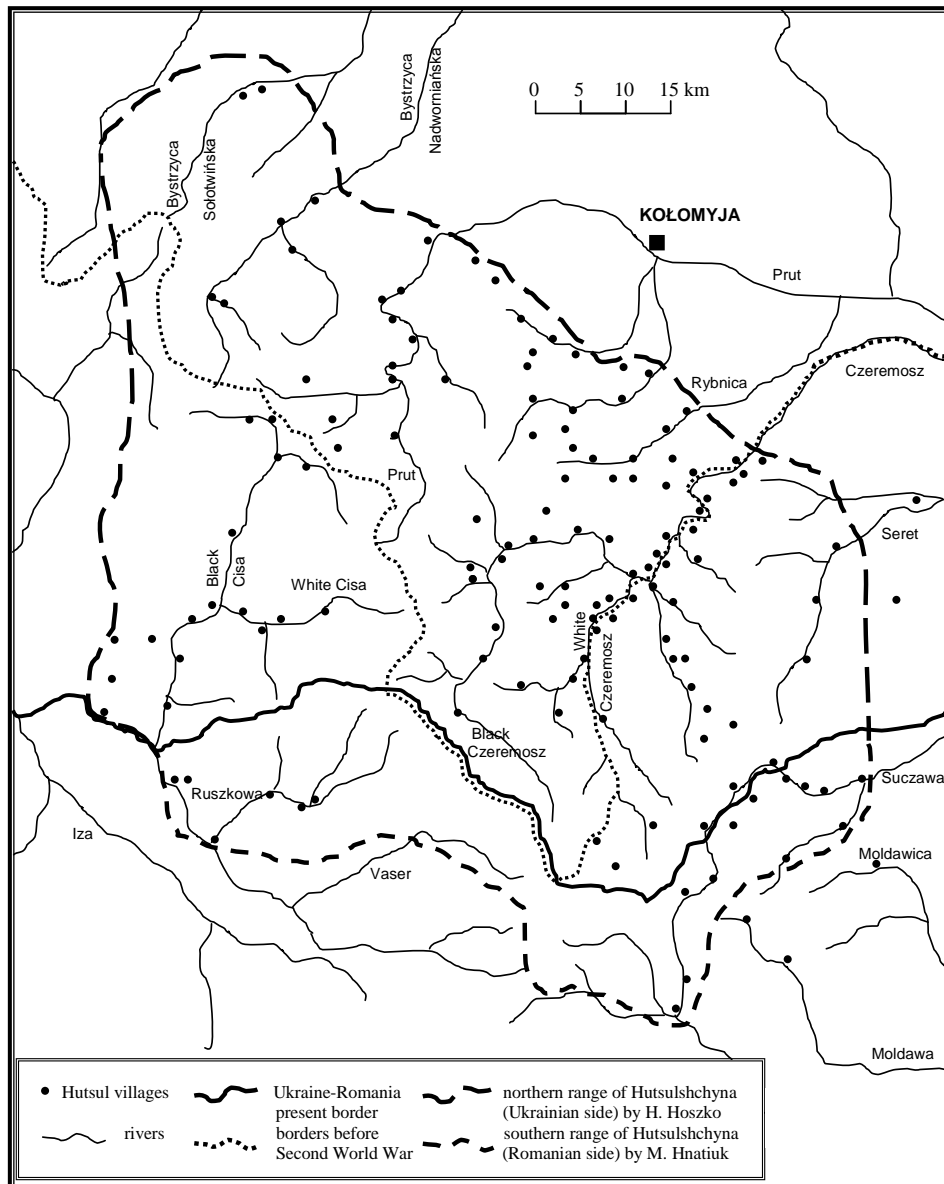 Bystrzyca
Nadworniańska
Bystrzyca
Sołotwińska
0 5 10 15 km
KOŁOMYJA
Prut
Czeremosz
Rybnica
Prut
Seret
Black
Cisa
White Cisa
White
Czeremosz
Black
Czeremosz
Suczawa
Ruszkowa
Iza
Vaser
Moldawica
Moldawa
Hutsul villages
rivers
Ukraine-Romania
present border
borders before
Second World War
northern range of Hutsulshchyna
(Ukrainian side) by H. Hoszko
southern range of Hutsulshchyna
(Romanian side) by M. Hnatiuk